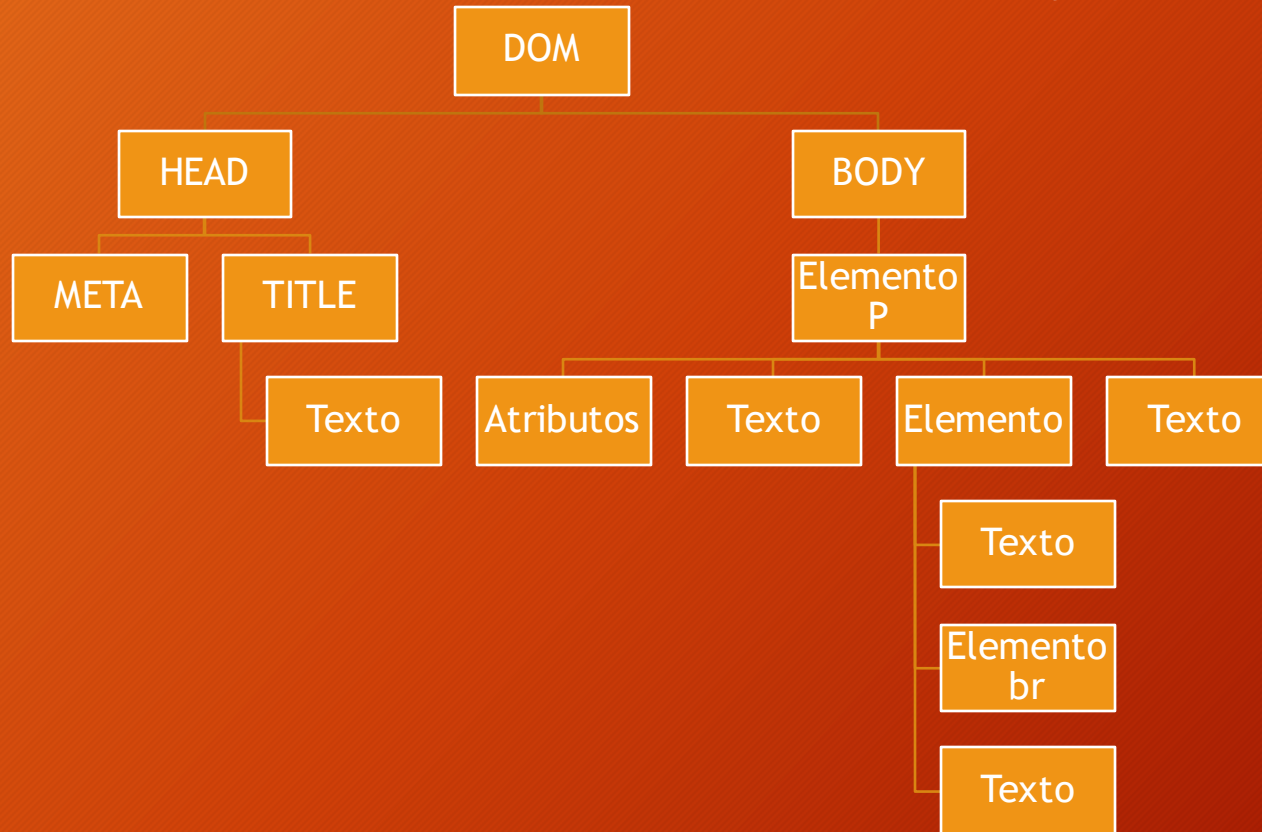 DOM
HEAD
BODY
META
TITLE
Elemento
P
Texto
Atributos
Texto
Elemento
Texto
Texto
Elemento
br
Texto